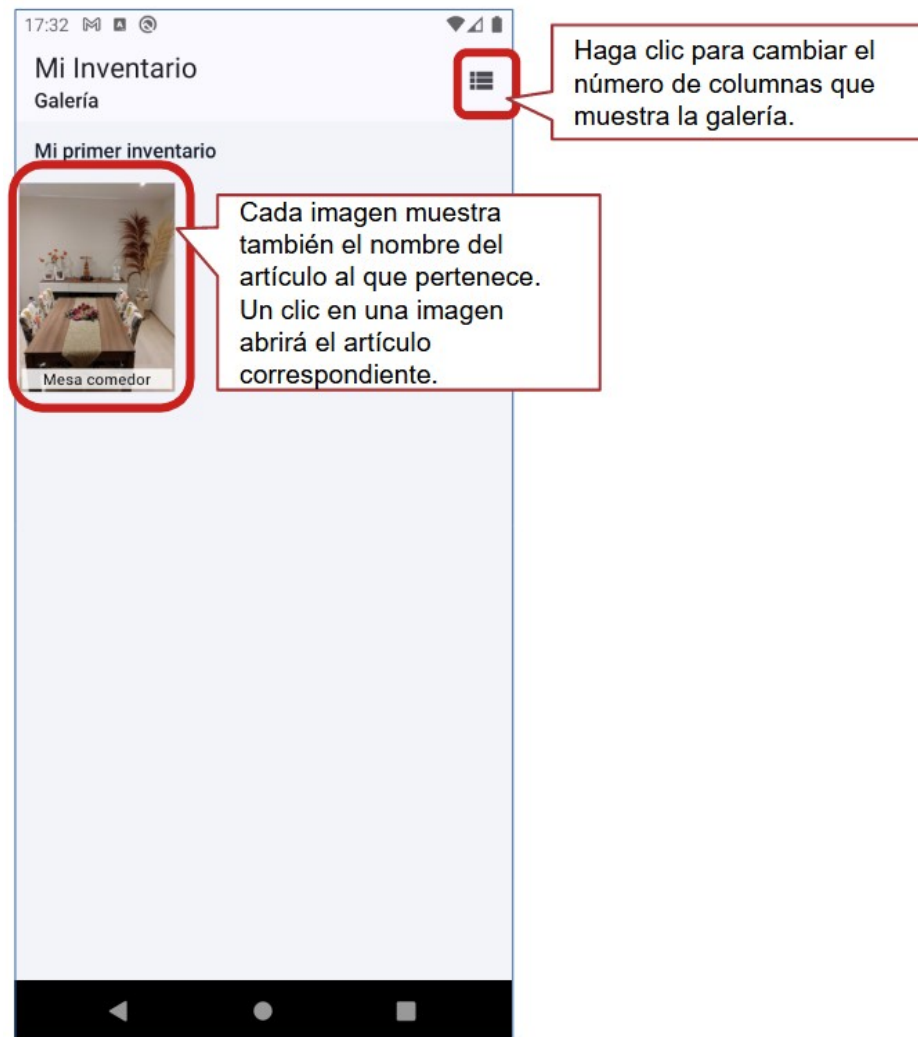 17:32
Mi Inventario
Galería
Haga clic para cambiar el
número de columnas que
muestra la galería.
Mi primer inventario
Cada imagen muestra
también el nombre del
artículo al que pertenece.
Un clic en una imagen
abrirá el artículo
correspondiente.
Mesa comedor